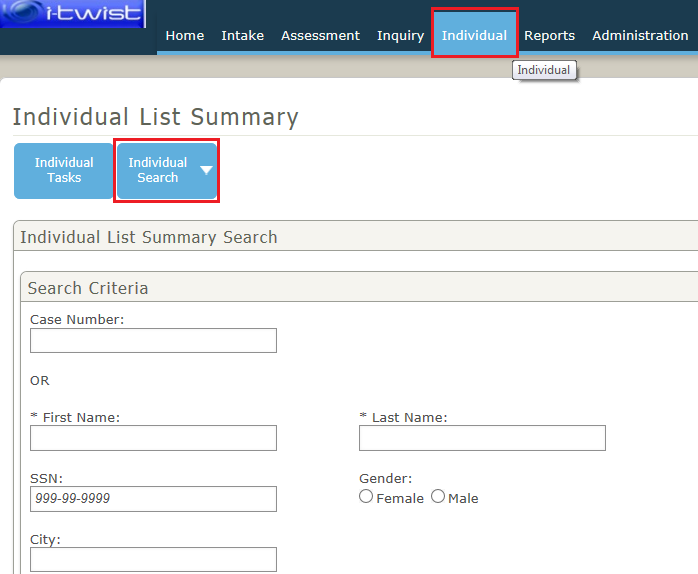 i-twist
Home Intake Assessment Inquiry Individual Reports Administration
Individual
Individual List Summary
Individual Tasks
Individual Search
Individual List Summary Search
Search Criteria
Case Number:
OR
* First Name: * Last Name:
SSN: Gender:
999-99-9999 Female Male
City: